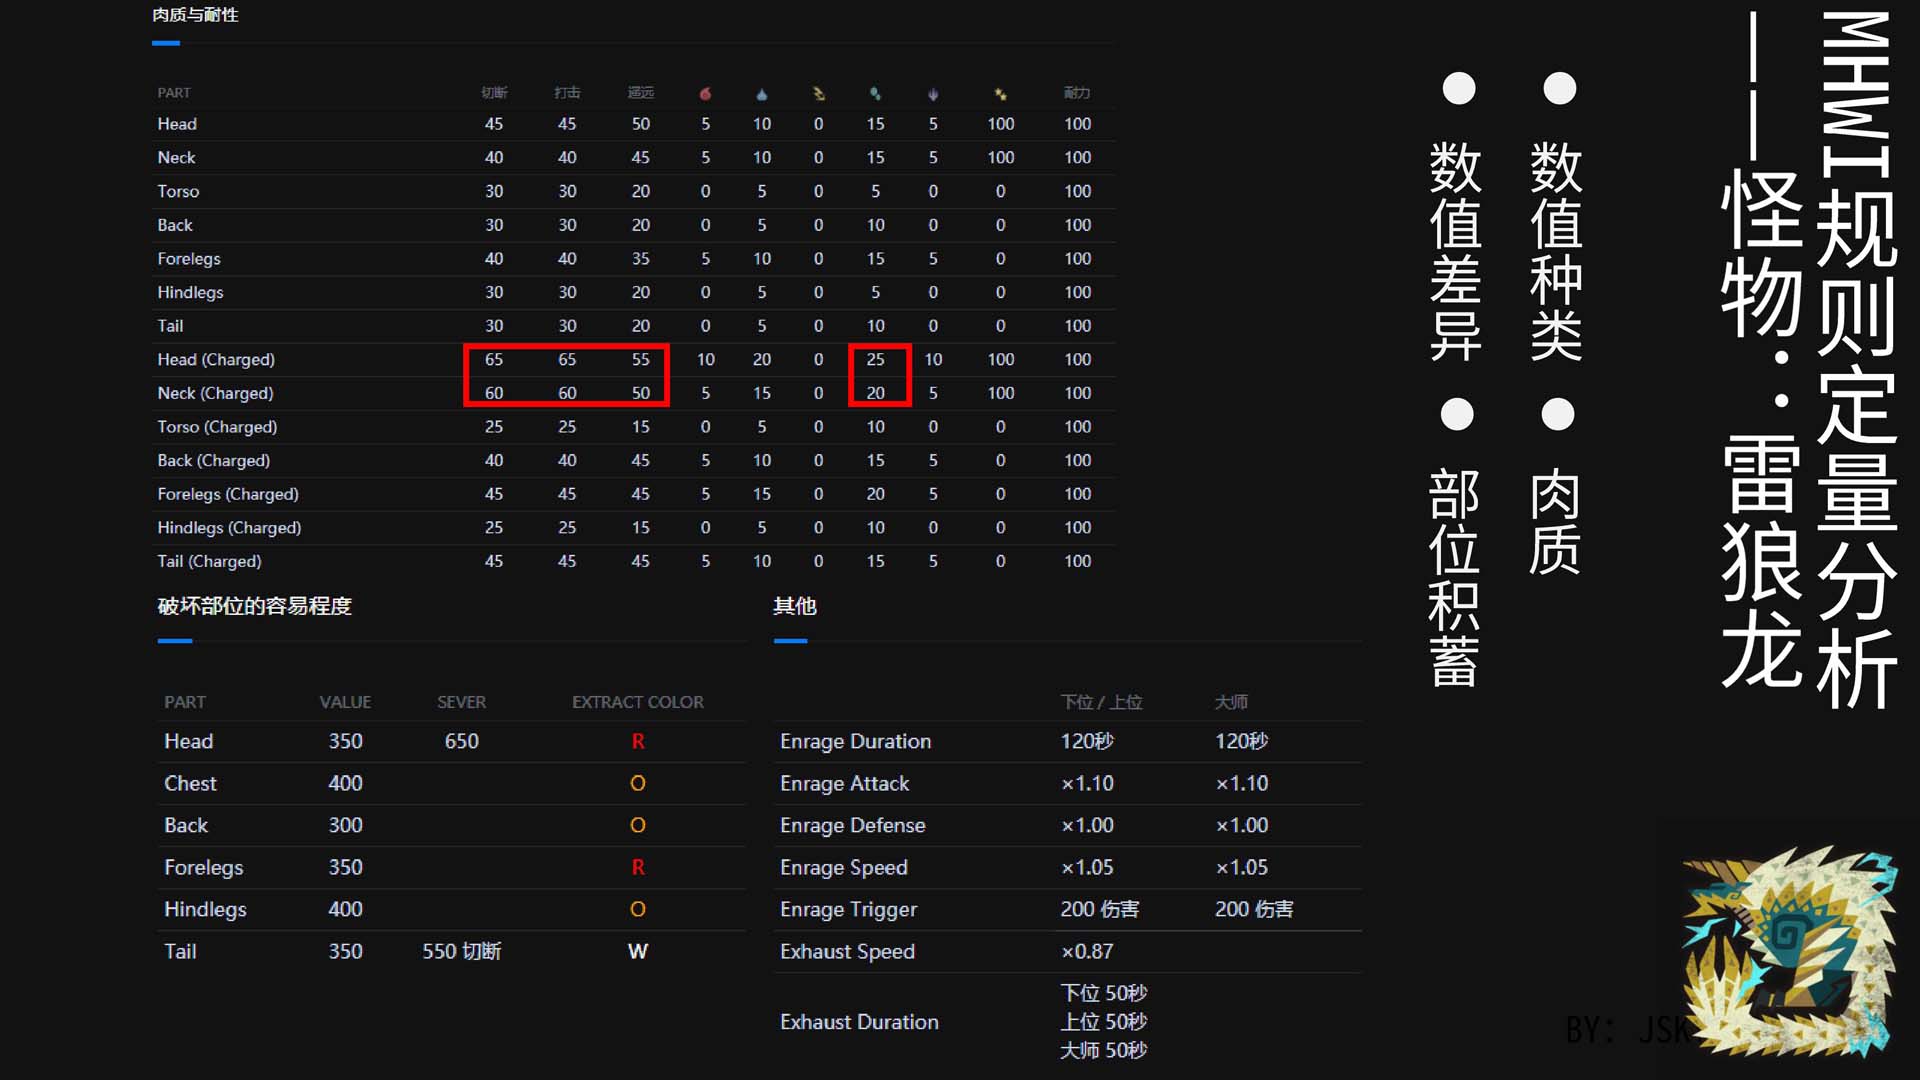 肉质与耐性
PART 切断 打击 遥远 耐力
Head 45 45 50 5 10 0 15 5 100 100
Neck 40 40 45 5 10 0 15 5 100 100
Torso 30 30 20 0 5 5 0 0 100
Back 30 30 20 0 5 0 10 0 0 100
Forelegs 40 40 35 5 10 0 15 5 0 100
Hindlegs 30 30 20 0 5 0 5 0 0 100
Tail 30 30 20 0 5 0 10 0 0 100
Head (Charged) 65 65 55 10 20 0 25 10 100 100
Neck (Charged) 60 60 50 5 15 0 20 5 100 100
Torso (Charged) 25 25 15 0 5 0 10 0 0 100
Back (Charged) 40 40 45 5 10 0 15 5 0 100
Forelegs (Charged) 45 45 45 5 15 0 20 5 0 100
Hindlegs (Charged) 25 25 15 0 5 0 10 0 0 100
Tail (Charged) 45 45 45 5 10 0 15 5 0 100
破坏部位的容易程度
PART VALUE SEVER EXTRACT COLOR
Head 350 650 R
Chest 400 O
Back 300 O
Forelegs 350 R
Hindlegs 400 O
Tail 350 550 切断 W
其他
下位 / 上位 大师
Enrage Duration 120秒 120秒
Enrage Attack ×1.10 ×1.10
Enrage Defense ×1.00 ×1.00
Enrage Speed ×1.05 ×1.05
Enrage Trigger 200 伤害 200 伤害
Exhaust Speed ×0.87
Exhaust Duration
下位 50秒
上位 50秒
大师 50秒
MHWI规则定量分析
——怪物：雷狼龙
● 数值种类 ● 肉质
● 数值差异 ● 部位积蓄
BY: JSK